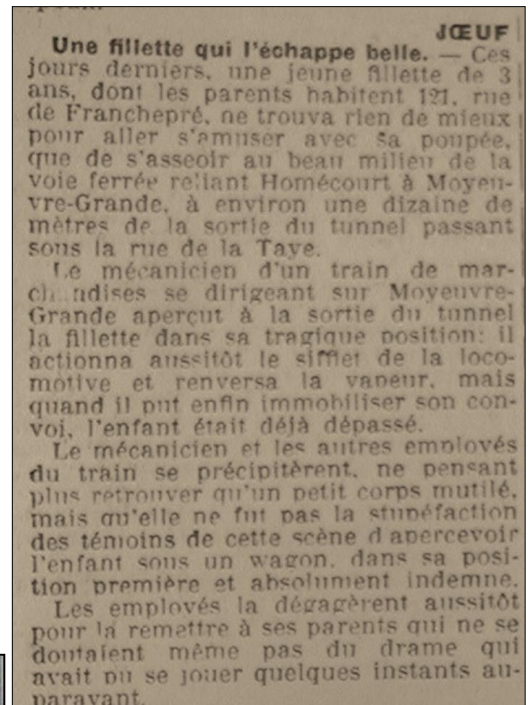 JŒUF
Une fillette qui l'échappe belle. — Ces
jours derniers, une jeune fillette de 3
ans, dont les parents habitent 121, rue
de Franchepré, ne trouva rien de mieux
pour aller s'amuser avec sa poupée,
que de s'asseoir au beau milieu de la
voie ferrée reliant Homécourt à Moyeu-
vre-Grande, à environ une dizaine de
mètres de la sortie du tunnel passant
sous la rue de la Taye.
Le mécanicien d'un train de mar-
chandises se dirigeant sur Moyeuvre-
Grande aperçut à la sortie du tunnel
la fillette dans sa tragique position: il
actionna aussitôt le sifflet de la loco-
motive et renversa la vapeur, mais
quand il put enfin immobiliser son con-
voi, l'enfant était déjà dépassé.
Le mécanicien et les autres employés
du train se précipitèrent, ne pensant
plus retrouver qu'un petit corps mutilé,
mais qu'elle ne fut pas la stupéfaction
des témoins de cette scène d'apercevoir
l'enfant sous un wagon, dans sa posi-
tion première et absolument indemne.
Les employés la dégagèrent aussitôt
pour la remettre à ses parents qui ne se
doutaient même pas du drame qui
avait pu se jouer quelques instants au-
paravant.